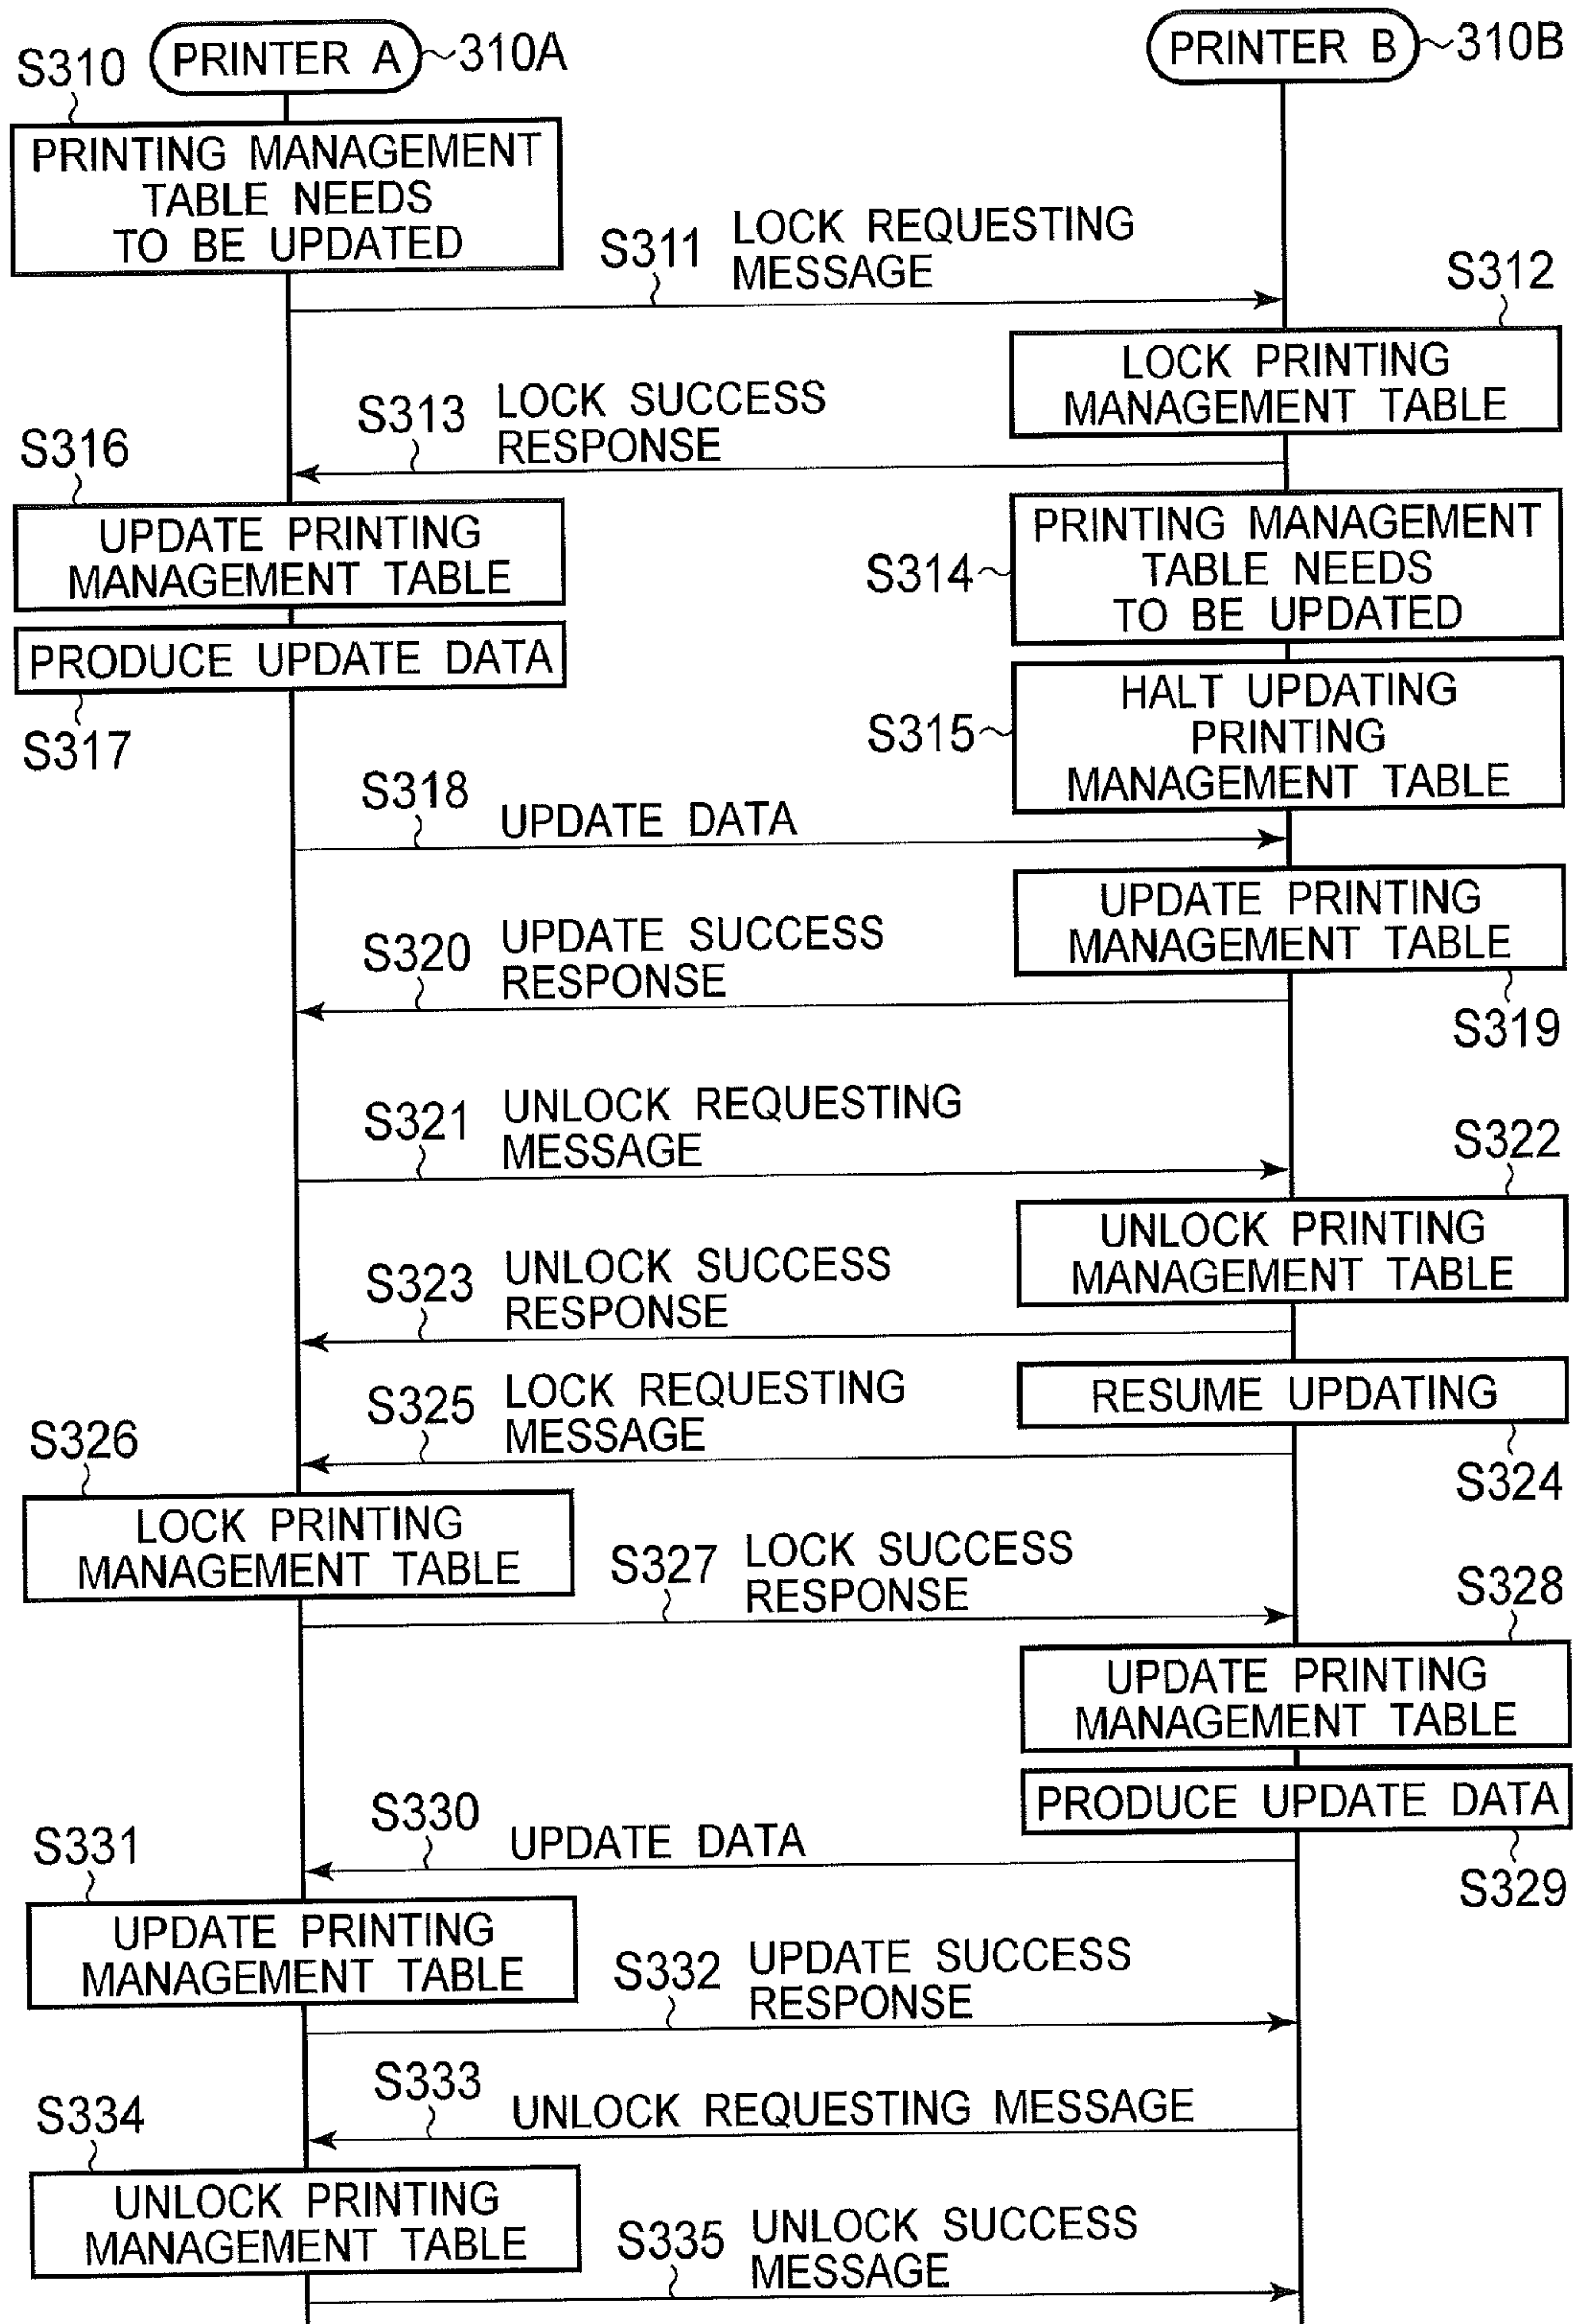 S310
PRINTER A
310A
PRINTER B
310B
PRINTING MANAGEMENT
TABLE NEEDS
TO BE UPDATED
S311
LOCK REQUESTING
MESSAGE
S312
LOCK PRINTING
MANAGEMENT TABLE
S313
LOCK SUCCESS
RESPONSE
S316
UPDATE PRINTING
MANAGEMENT TABLE
S314
PRINTING MANAGEMENT
TABLE NEEDS
TO BE UPDATED
PRODUCE UPDATE DATA
S317
S315
HALT UPDATING
PRINTING
MANAGEMENT TABLE
S318
UPDATE DATA
UPDATE PRINTING
MANAGEMENT TABLE
S319
S320
UPDATE SUCCESS
RESPONSE
S321
UNLOCK REQUESTING
MESSAGE
S322
UNLOCK PRINTING
MANAGEMENT TABLE
S323
UNLOCK SUCCESS
RESPONSE
RESUME UPDATING
S324
S325
LOCK REQUESTING
MESSAGE
S326
LOCK PRINTING
MANAGEMENT TABLE
S327
LOCK SUCCESS
RESPONSE
S328
UPDATE PRINTING
MANAGEMENT TABLE
PRODUCE UPDATE DATA
S329
S330
UPDATE DATA
S331
UPDATE PRINTING
MANAGEMENT TABLE
S332
UPDATE SUCCESS
RESPONSE
S333
UNLOCK REQUESTING MESSAGE
S334
UNLOCK PRINTING
MANAGEMENT TABLE
S335
UNLOCK SUCCESS
MESSAGE